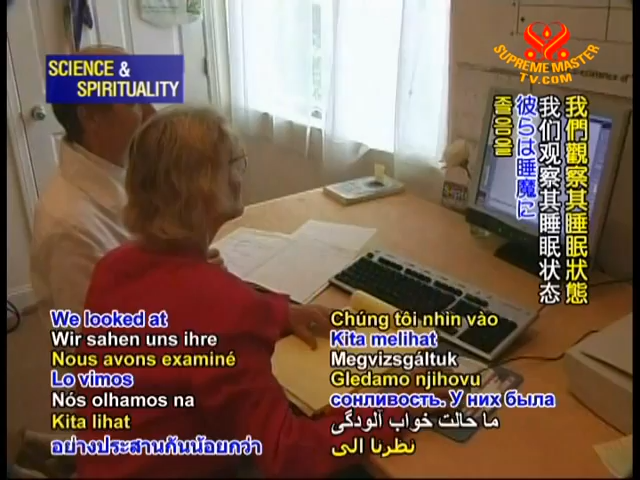 SCIENCE &
SPIRITUALITY
SUPREME MASTER
TV.COM
我們觀察其睡眠狀態
我们观察其睡眠状态
彼らは睡魔に
졸음을
We looked at
Wir sahen uns ihre
Nous avons examiné
Lo vimos
Nós olhamos na
Kita lihat
อย่างประสานกันน้อยกว่า
Chúng tôi nhìn vào
Kita melihat
Megvizsgáltuk
Gledamo njihovu
сонливость. У них была
ما حالت خواب آلودگی
نظرنا الى